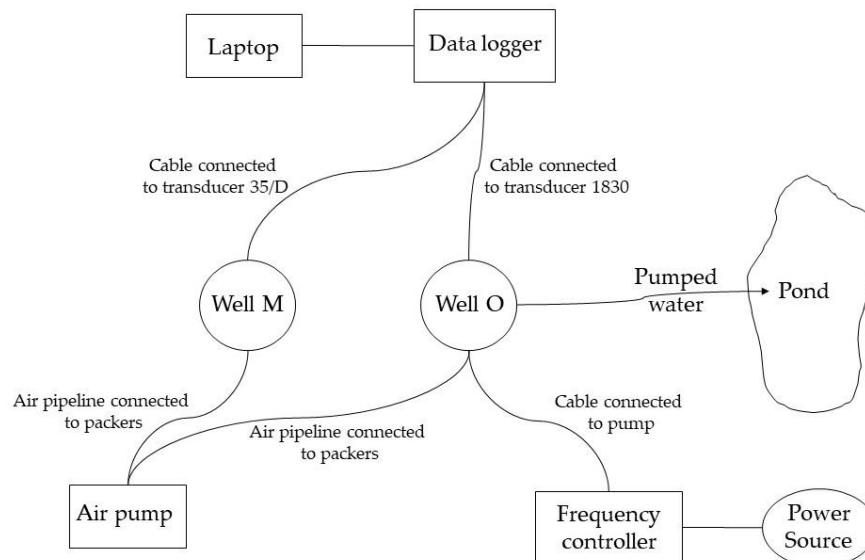 Laptop
Data logger
Cable connected
to transducer 35/D
Cable connected
to transducer 1830
Well M
Well O
Pumped
water
Pond
Air pipeline connected
to packers
Air pipeline connected
to packers
Cable connected
to pump
Air pump
Frequency
controller
Power
Source